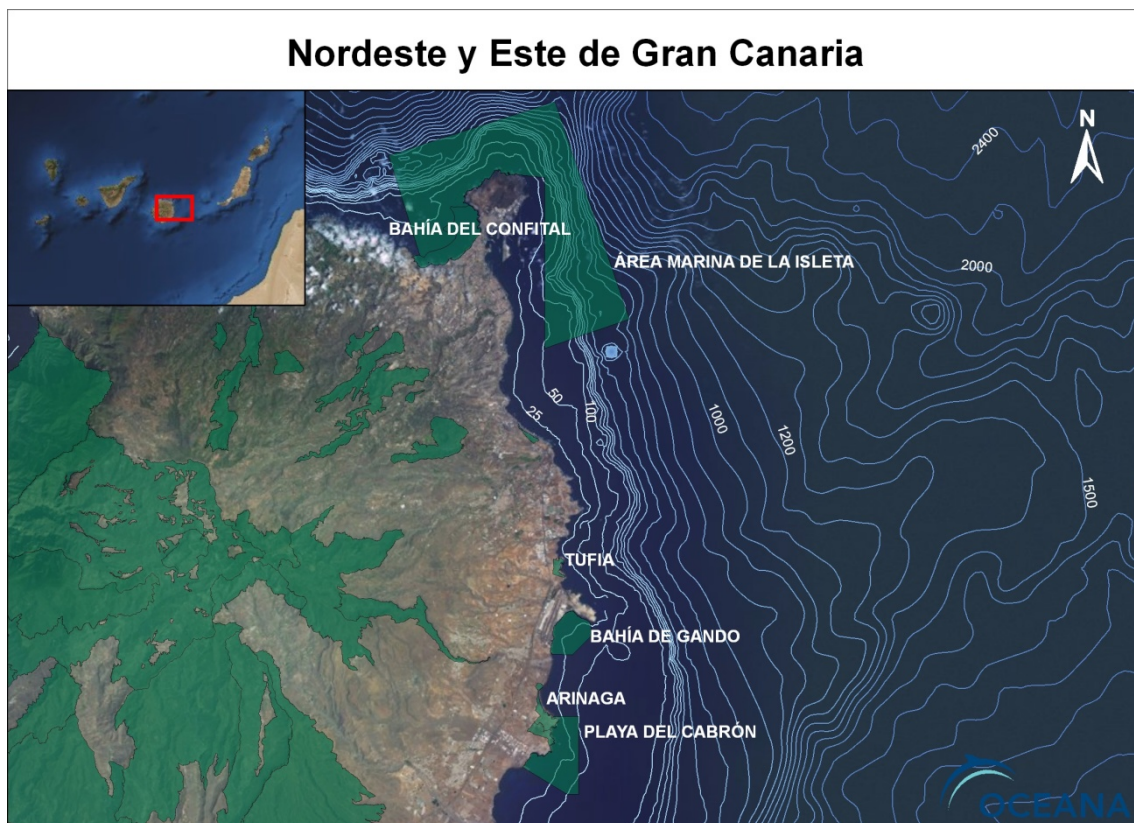 Nordeste y Este de Gran Canaria
N
2400
BAHÍA DEL CONFITAL
ÁREA MARINA DE LA ISLETA
2000
50
25
100
1000
1200
1500
TUFIA
BAHÍA DE GANDO
ARINAGA
PLAYA DEL CABRÓN
OCEANA